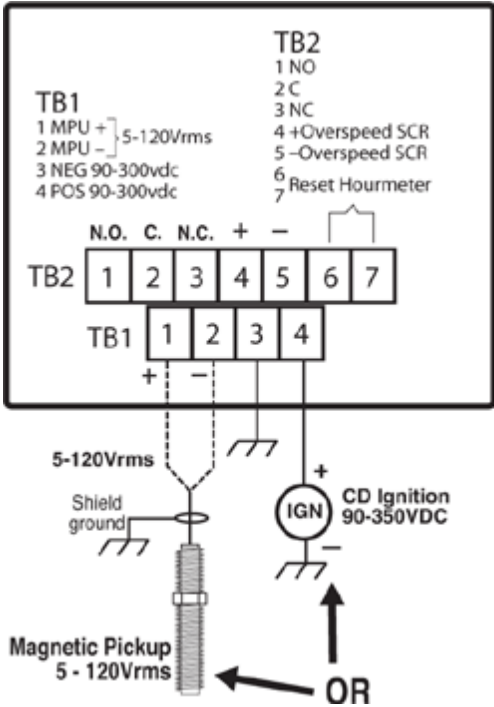 TB1
1 MPU +
2 MPU –
5-120Vrms
3 NEG 90-300vdc
4 POS 90-300vdc
TB2
1 NO
2 C
3 NC
4 +Overspeed SCR
5 –Overspeed SCR
6
7
Reset Hourmeter
N.O. C. N.C. + –
TB2 1 2 3 4 5 6 7
TB1 1 2 3 4
+ –
5-120Vrms
Shield
ground
+
IGN
–
CD Ignition
90-350VDC
Magnetic Pickup
5 - 120Vrms
OR